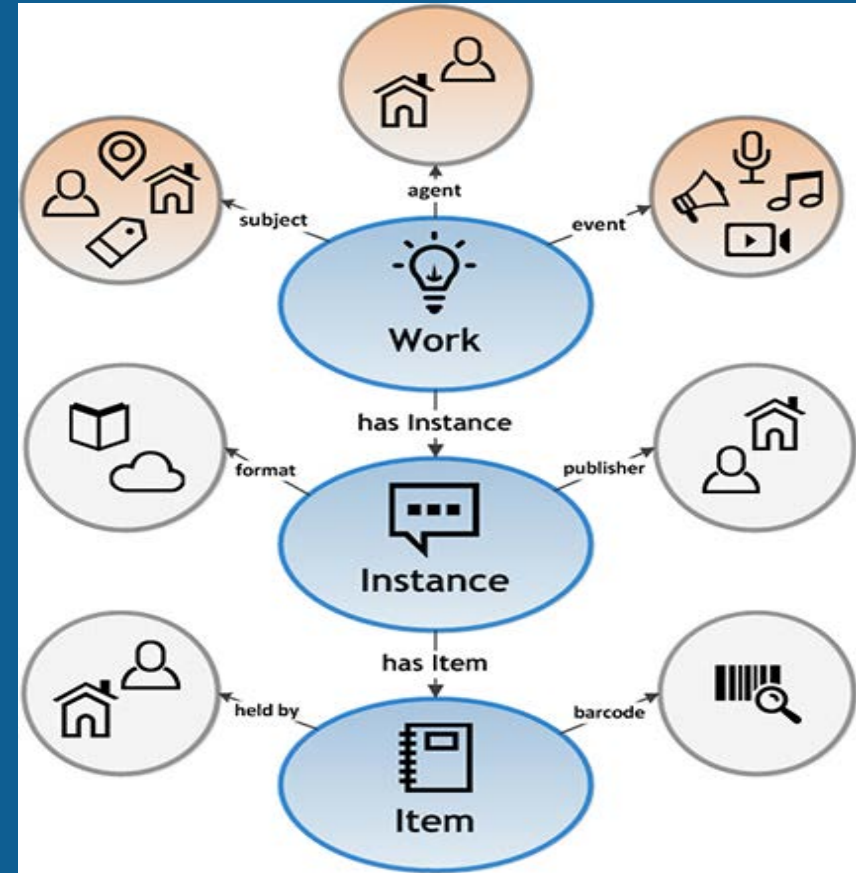 agent
subject
event
Work
has Instance
format
publisher
Instance
has Item
held by
barcode
Item